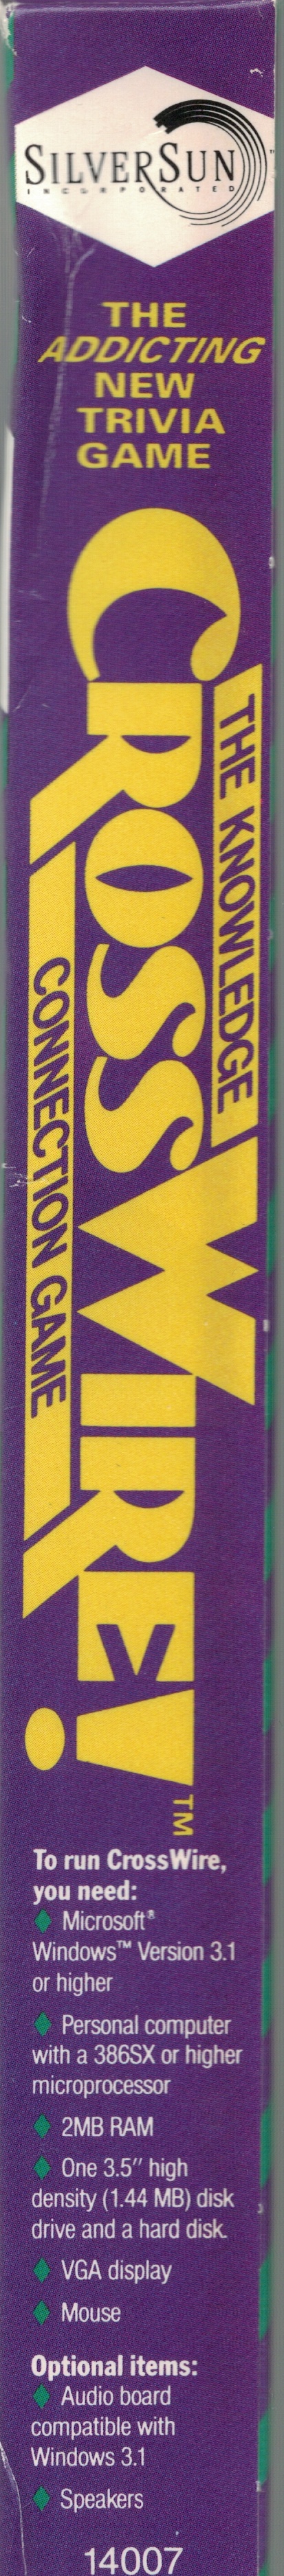 SILVERSUN™
INCORPORATED
THE
ADDICTING
NEW
TRIVIA
GAME
THE KNOWLEDGE
CROSSWIRE!™
CONNECTION GAME
To run CrossWire,
you need:
♦ Microsoft®
Windows™ Version 3.1
or higher
♦ Personal computer
with a 386SX or higher
microprocessor
♦ 2MB RAM
♦ One 3.5″ high
density (1.44 MB) disk
drive and a hard disk.
♦ VGA display
♦ Mouse
Optional items:
♦ Audio board
compatible with
Windows 3.1
♦ Speakers
14007